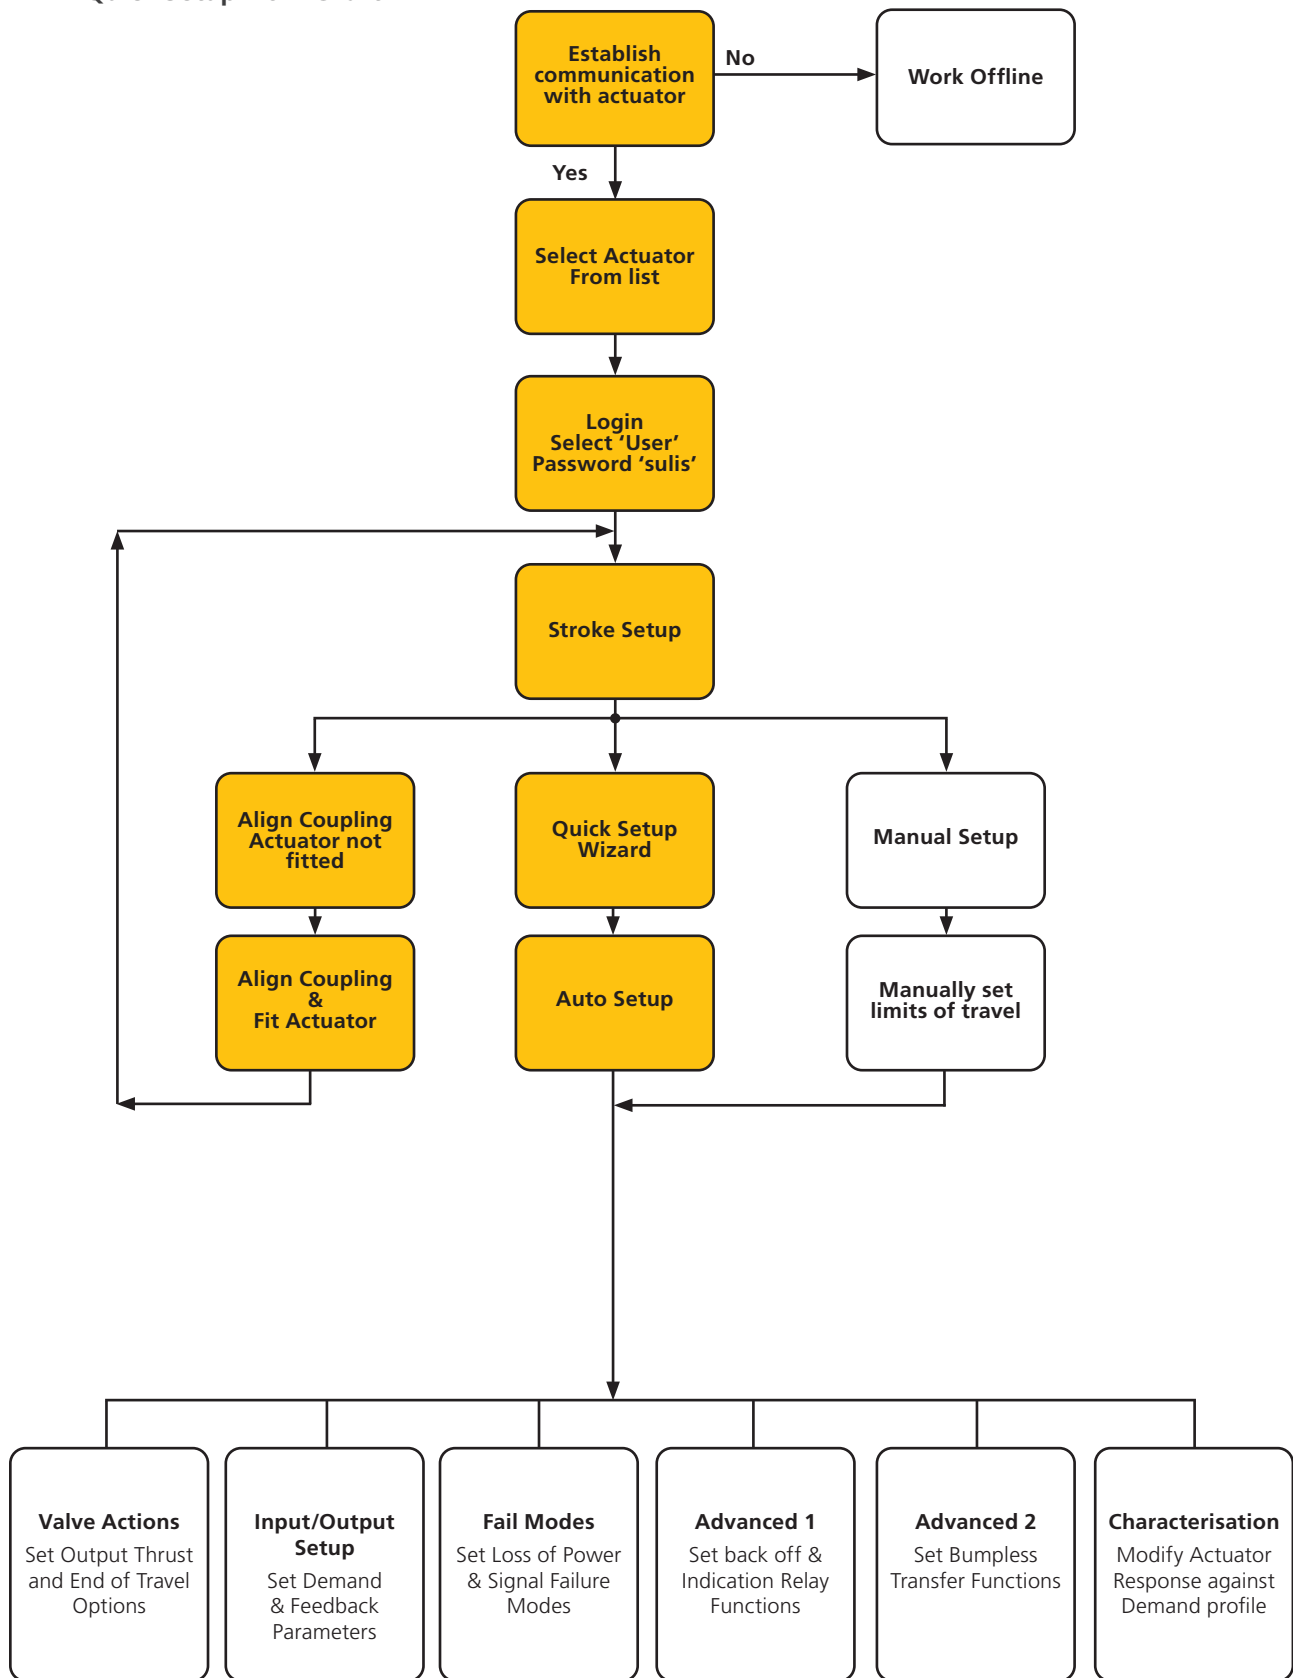 Establish
communication
with actuator
No
Work Offline
Yes
Select Actuator
From list
Login
Select ‘User’
Password ‘sulis’
Stroke Setup
Align Coupling
Actuator not
fitted
Quick Setup
Wizard
Manual Setup
Align Coupling
&
Fit Actuator
Auto Setup
Manually set
limits of travel
Valve Actions
Set Output Thrust
and End of Travel
Options
Input/Output
Setup
Set Demand
& Feedback
Parameters
Fail Modes
Set Loss of Power
& Signal Failure
Modes
Advanced 1
Set back off &
Indication Relay
Functions
Advanced 2
Set Bumpless
Transfer Functions
Characterisation
Modify Actuator
Response against
Demand profile